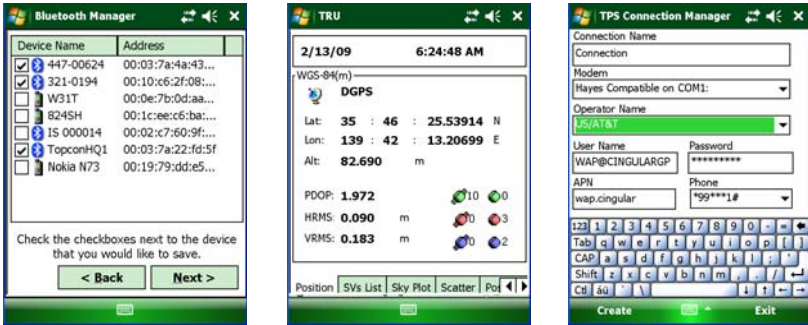 Bluetooth Manager
Device Name Address
447-00624 00:03:7a:4a:43...
321-0194 00:10:c6:2f:08:...
W31T 00:0e:7b:0d:aa...
824SH 00:1c:ee:c6:ba:...
IS 000014 00:02:c7:60:9f:...
TopconHQ1 00:03:7a:22:fd:5f
Nokia N73 00:19:79:dd:e5...
Check the checkboxes next to the device
that you would like to save.
< Back Next >
TRU
2/13/09 6:24:48 AM
WGS-84(m)
DGPS
Lat: 35 : 46 : 25.53914 N
Lon: 139 : 42 : 13.20699 E
Alt: 82.690 m
PDOP: 1.972 10 0
HRMS: 0.090 m 0 3
VRMS: 0.183 m 0 2
Position SVs List Sky Plot Scatter Po
TPS Connection Manager
Connection Name
Connection
Modem
Hayes Compatible on COM1:
Operator Name
US/AT&T
User Name Password
WAP@CINGULARGP *********
APN Phone
wap.cingular *99***1#
123 1 2 3 4 5 6 7 8 9 0 - =
Tab q w e r t y u i o p [ ]
CAP a s d f g h j k l ; '
Shift z x c v b n m , . /
Ctl áü ` \
Create Exit